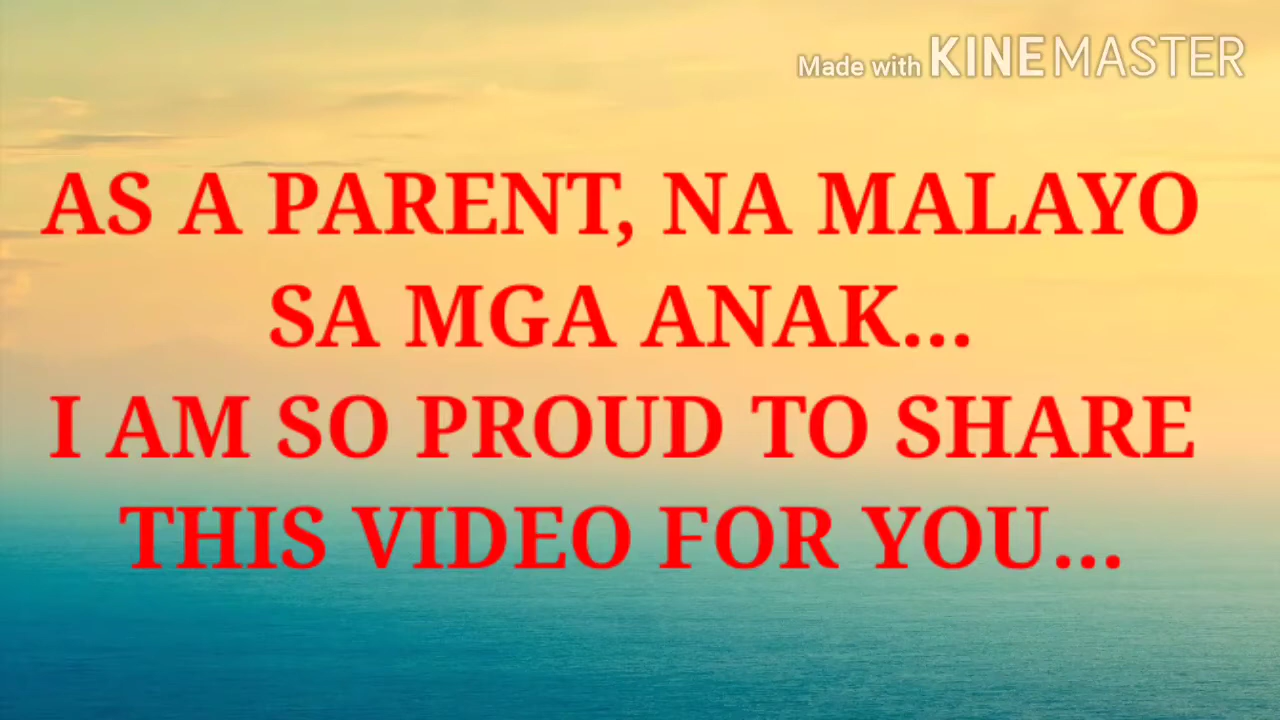 Made with KINEMASTER
AS A PARENT, NA MALAYO
SA MGA ANAK...
I AM SO PROUD TO SHARE
THIS VIDEO FOR YOU...